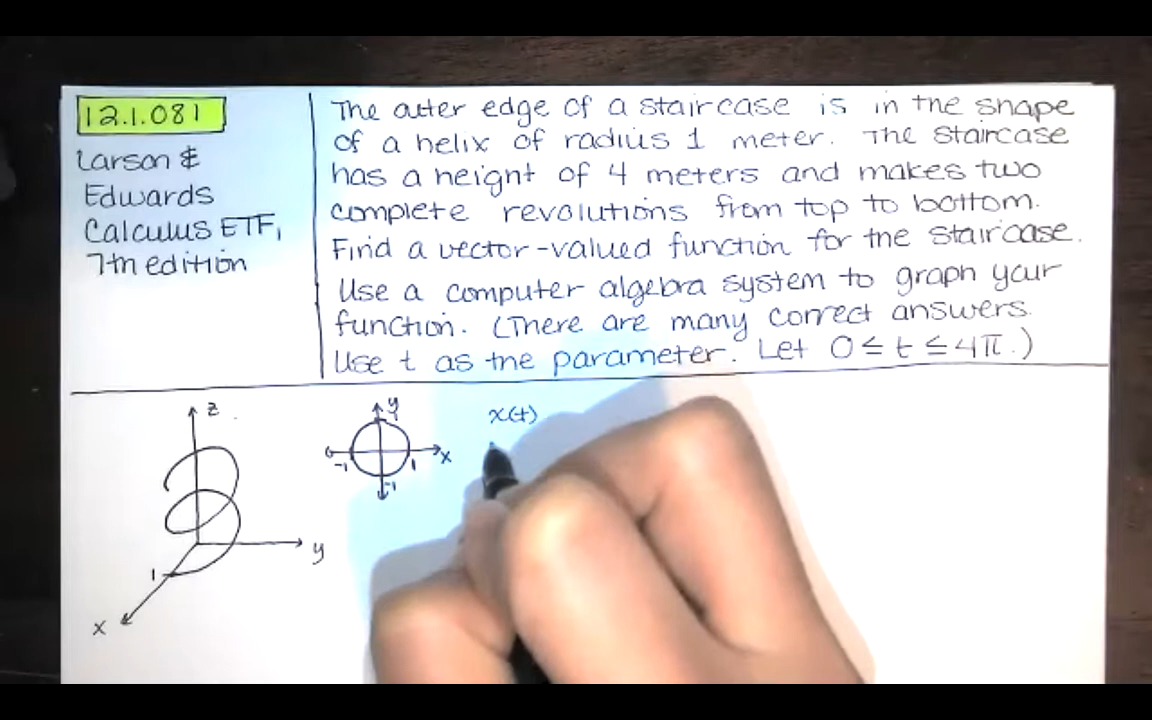 12.1.081
Larson &
Edwards
Calculus ETF,
7th edition
The outer edge of a staircase is in the shape
of a helix of radius 1 meter. The staircase
has a height of 4 meters and makes two
complete revolutions from top to bottom.
Find a vector-valued function for the staircase.
Use a computer algebra system to graph your
function. (There are many correct answers.
Use t as the parameter. Let 0 ≤ t ≤ 4π.)
z
y
x
1
y
x
-1
1
-1
x(t)